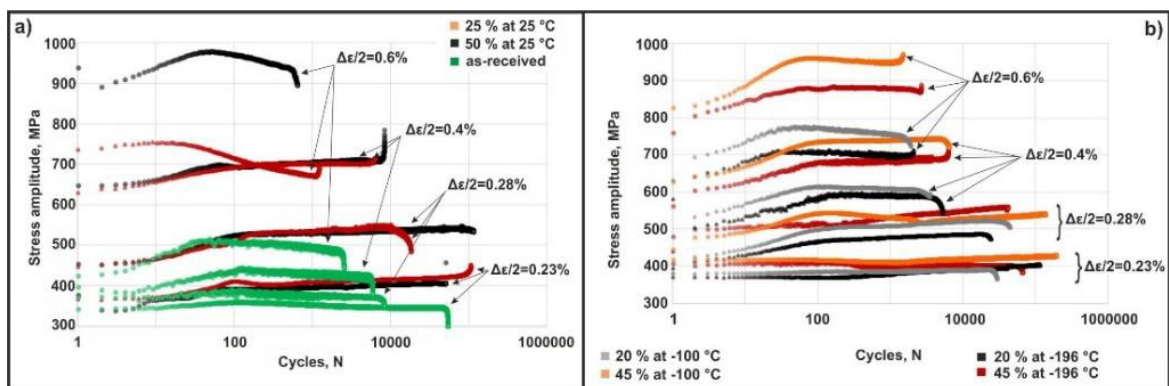 a)
25 % at 25 °C
50 % at 25 °C
as-received
1000
900
800
700
600
500
400
300
Stress amplitude, MPa
Δε/2=0.6%
Δε/2=0.4%
Δε/2=0.28%
Δε/2=0.23%
1 100 10000 1000000
Cycles, N
b)
1000
900
800
700
600
500
400
300
Stress amplitude, MPa
Δε/2=0.6%
Δε/2=0.4%
Δε/2=0.28%
Δε/2=0.23%
1 100 10000 1000000
Cycles, N
20 % at -100 °C
45 % at -100 °C
20 % at -196 °C
45 % at -196 °C